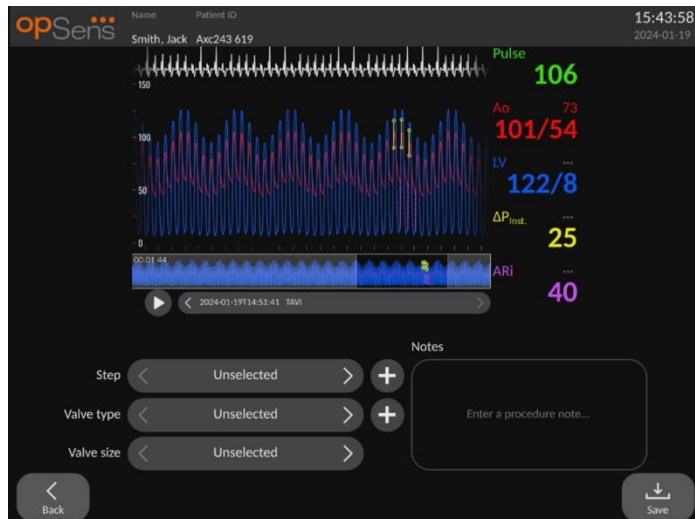 opSens
Name Patient ID
Smith, Jack Axc243 619
15:43:58
2024-01-19
150
100
50
0
Pulse
106
Ao 73
101/54
LV ---
122/8
ΔPInst. ---
25
ARi ---
40
00:01:44
2024-01-19T14:51:41 TAVI
Step Unselected +
Valve type Unselected +
Valve size Unselected
Notes
Enter a procedure note...
Back
Save